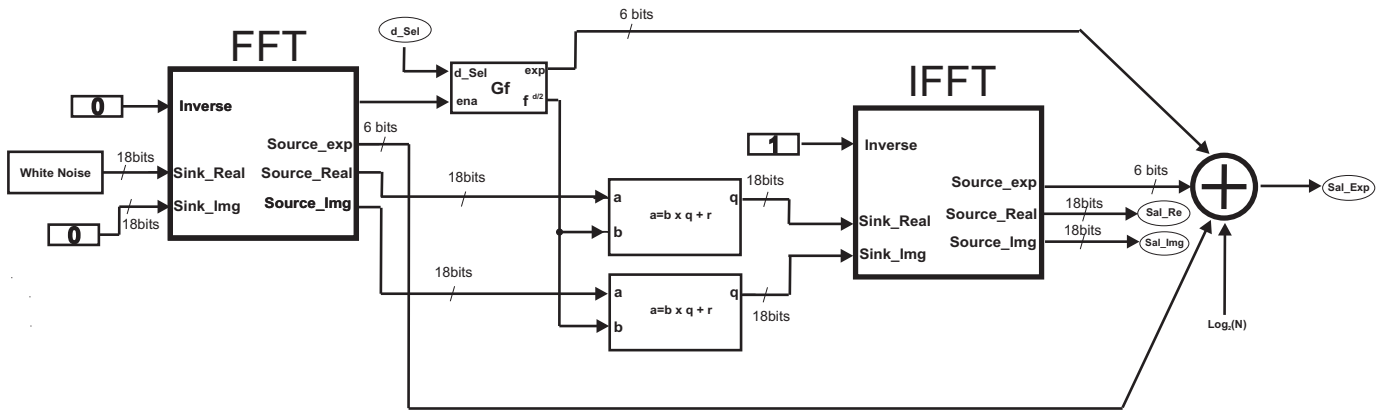 FFT
0
Inverse
White Noise
18bits
Sink_Real
0
18bits
Sink_Img
Source_exp
6 bits
Source_Real
Source_Img
d_Sel
d_Sel
exp
Gf
ena
f d/2
6 bits
18bits
18bits
a
b
a=b x q + r
q
18bits
a
b
a=b x q + r
q
18bits
IFFT
1
Inverse
Sink_Real
Sink_Img
Source_exp
Source_Real
Source_Img
6 bits
18bits
Sal_Re
18bits
Sal_Img
Sal_Exp
Log₂(N)